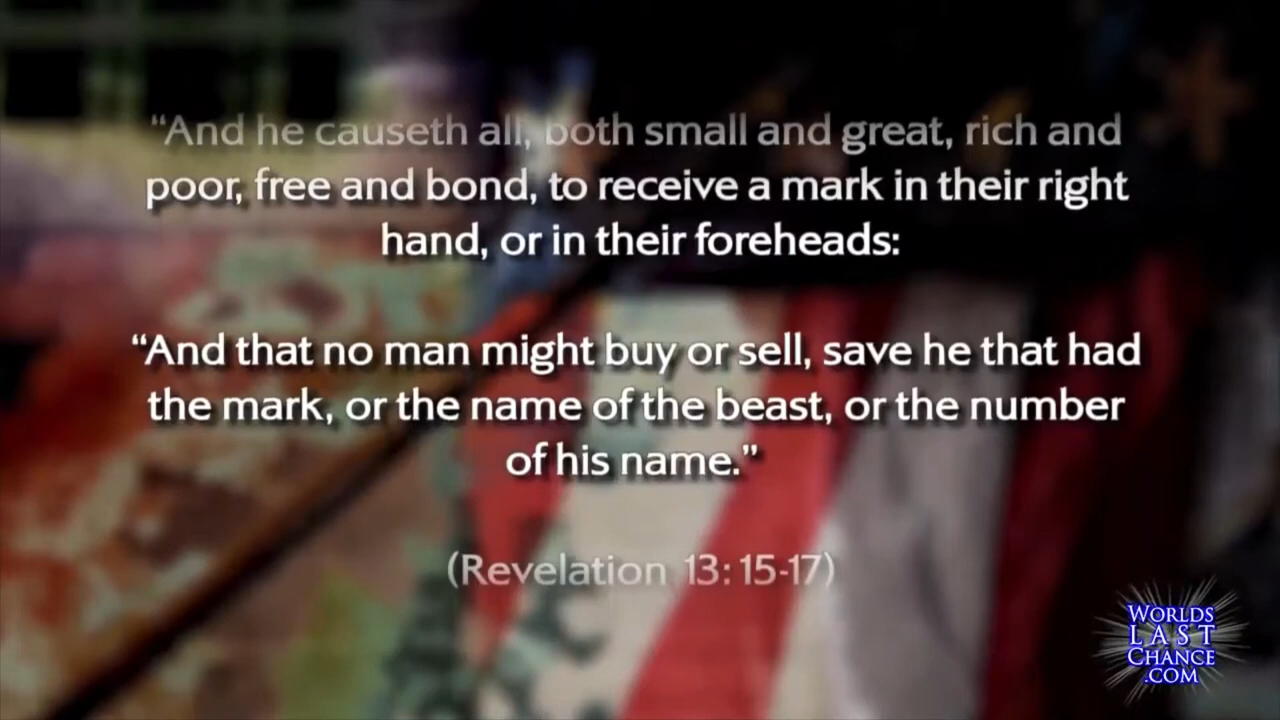 “And he causeth all, both small and great, rich and
poor, free and bond, to receive a mark in their right
hand, or in their foreheads:
“And that no man might buy or sell, save he that had
the mark, or the name of the beast, or the number
of his name.”
(Revelation 13:15-17)
WORLDS
LAST
CHANCE
.COM